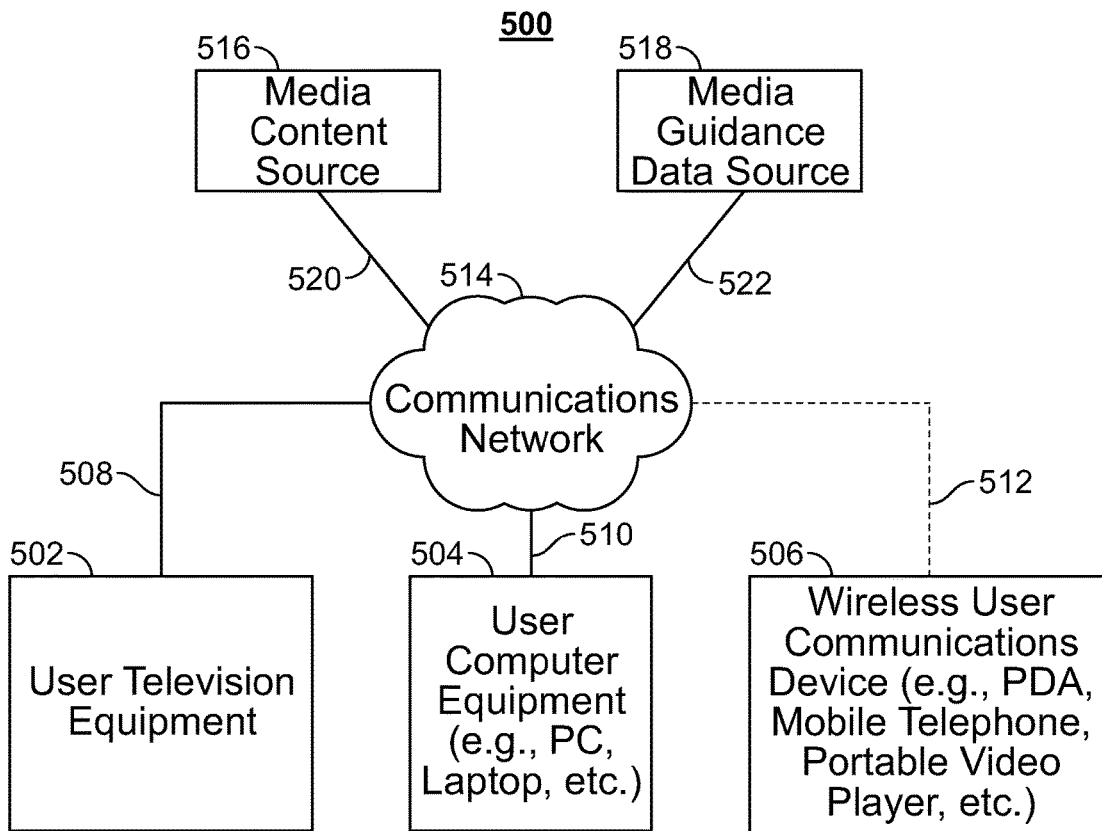 500
516
518
Media
Content
Source
Media
Guidance
Data Source
520
514
522
Communications
Network
508
512
510
502
504
506
User Television
Equipment
User
Computer
Equipment
(e.g., PC,
Laptop, etc.)
Wireless User
Communications
Device (e.g., PDA,
Mobile Telephone,
Portable Video
Player, etc.)